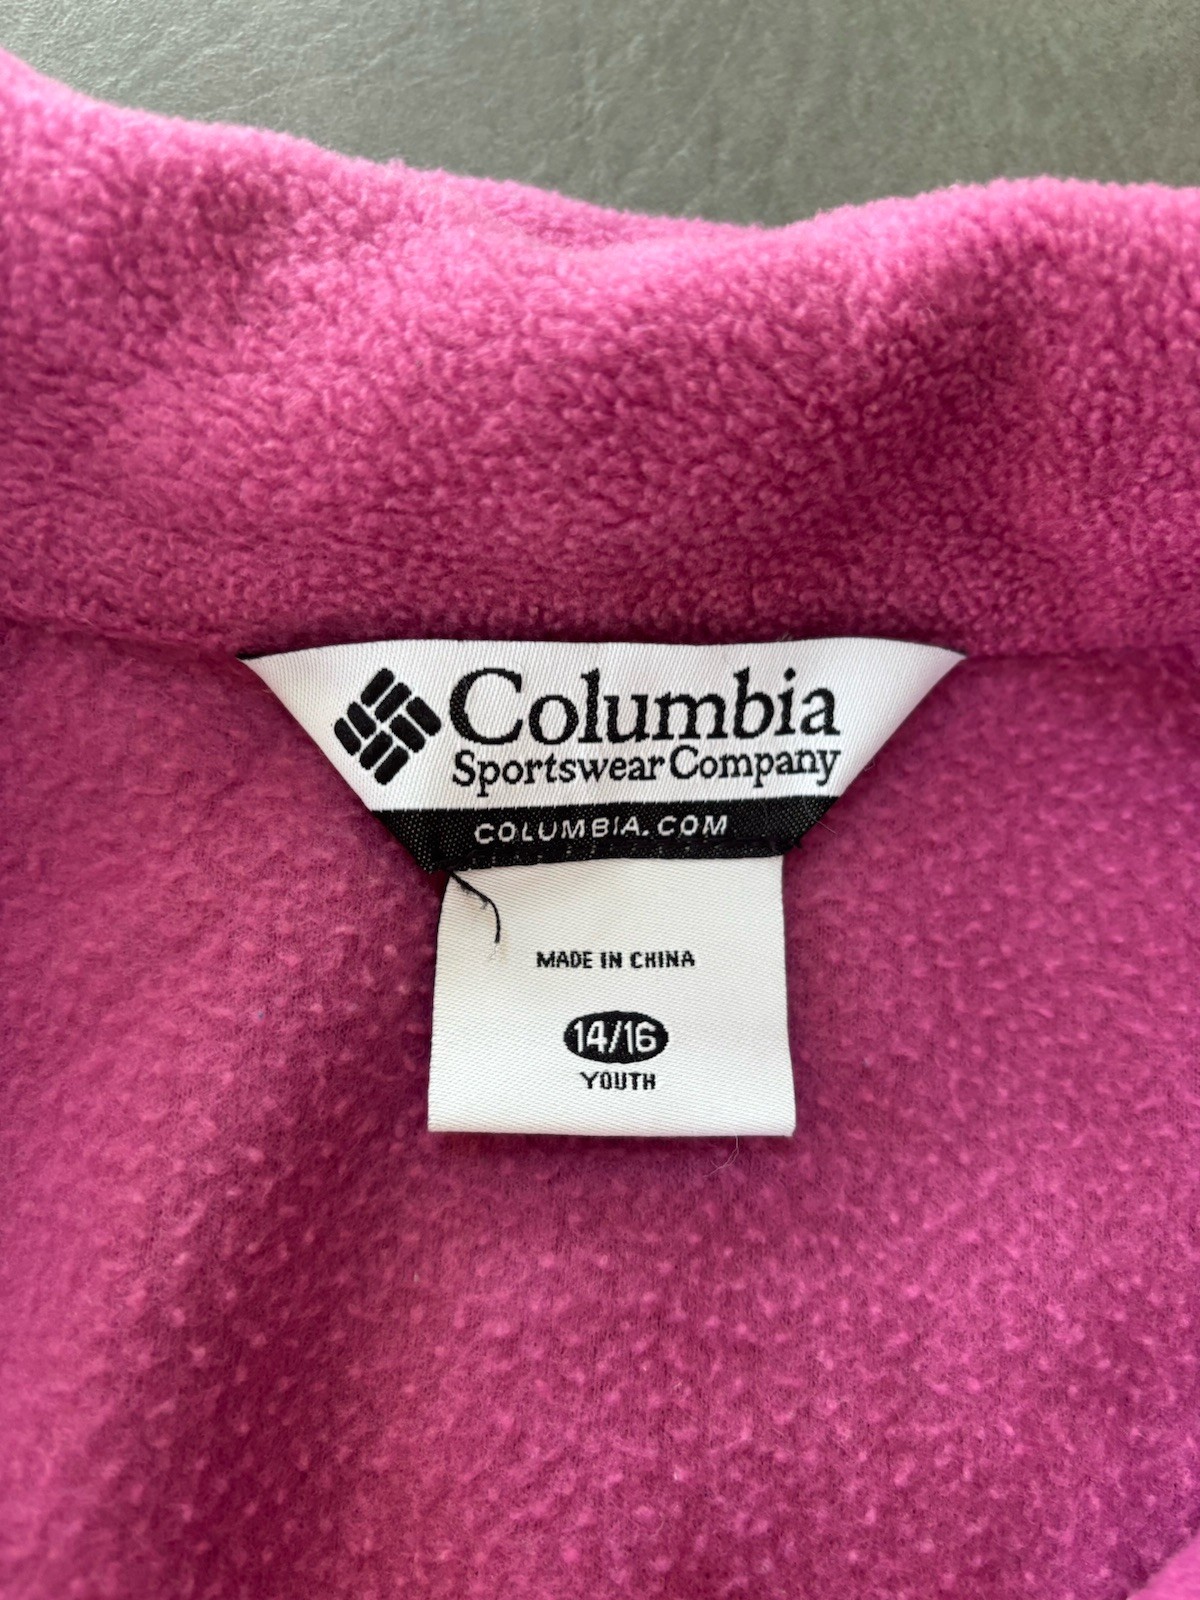 Columbia
Sportswear Company
COLUMBIA.COM
MADE IN CHINA
14/16
YOUTH